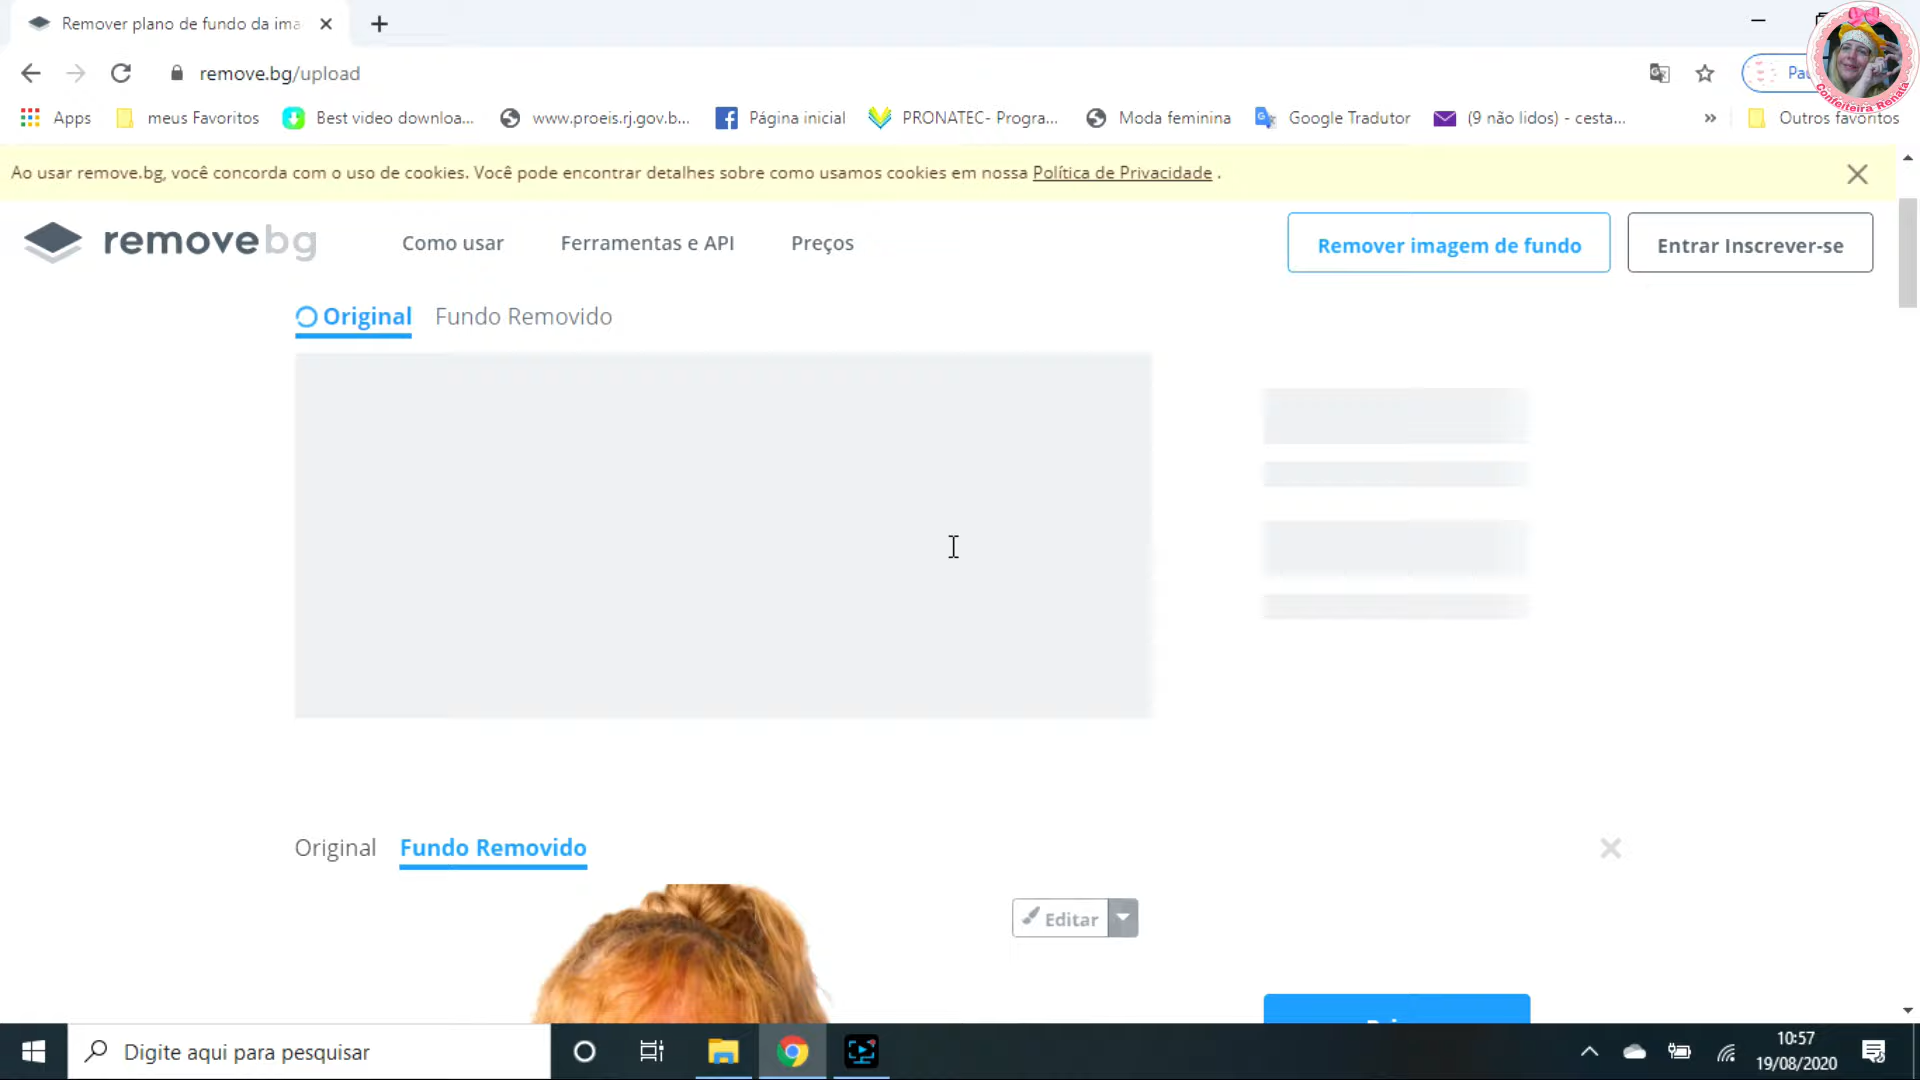 Remover plano de fundo da ima
remove.bg/upload
Pau
Apps
meus Favoritos
Best video downloa...
www.proeis.rj.gov.b...
Página inicial
PRONATEC- Progra...
Moda feminina
Google Tradutor
(9 não lidos) - cesta...
»
Outros favoritos
Confeiteira Renata
Ao usar remove.bg, você concorda com o uso de cookies. Você pode encontrar detalhes sobre como usamos cookies em nossa Política de Privacidade .
removebg
Como usar
Ferramentas e API
Preços
Remover imagem de fundo
Entrar Inscrever-se
Original Fundo Removido
Original Fundo Removido
Editar
Digite aqui para pesquisar
10:57
19/08/2020